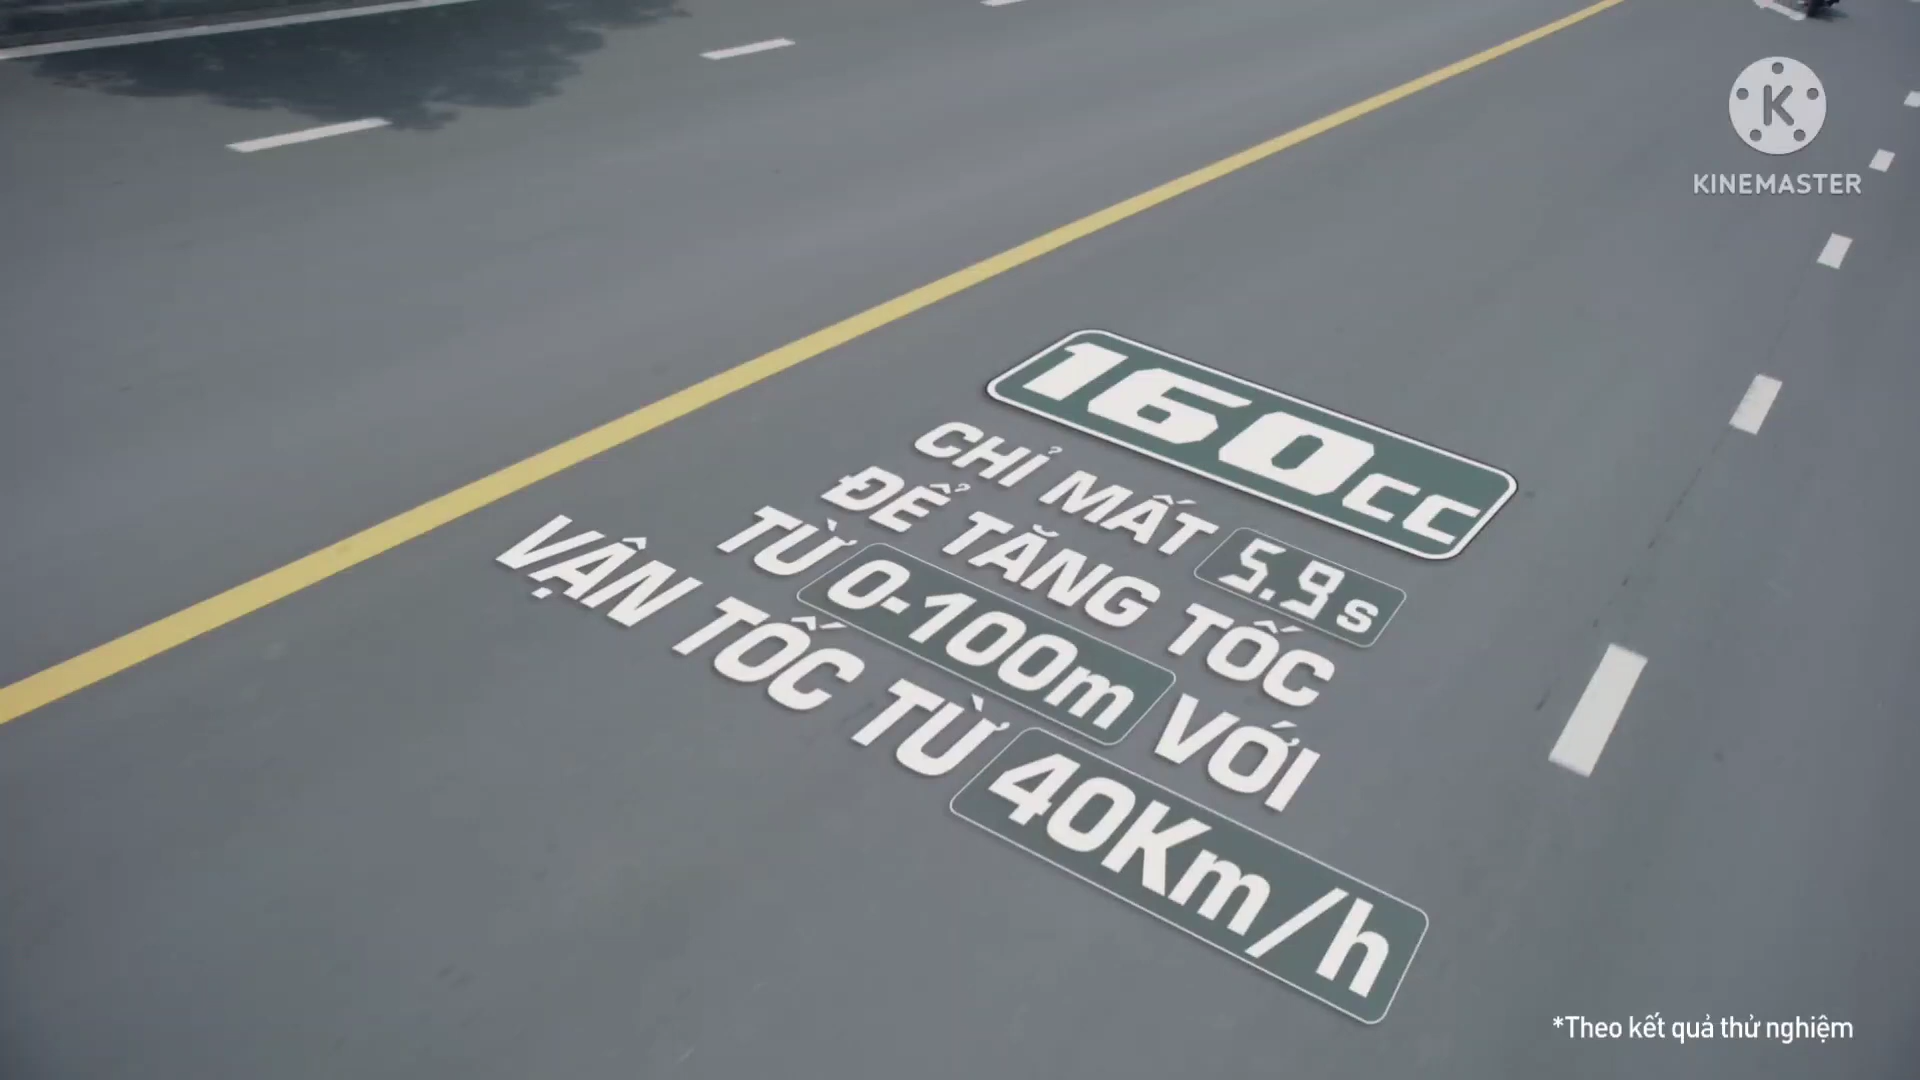 KINEMASTER
160cc
CHỈ MẤT 5.9s
ĐỂ TĂNG TỐC
TỪ 0-100m VỚI
VẬN TỐC TỪ 40Km/h
*Theo kết quả thử nghiệm